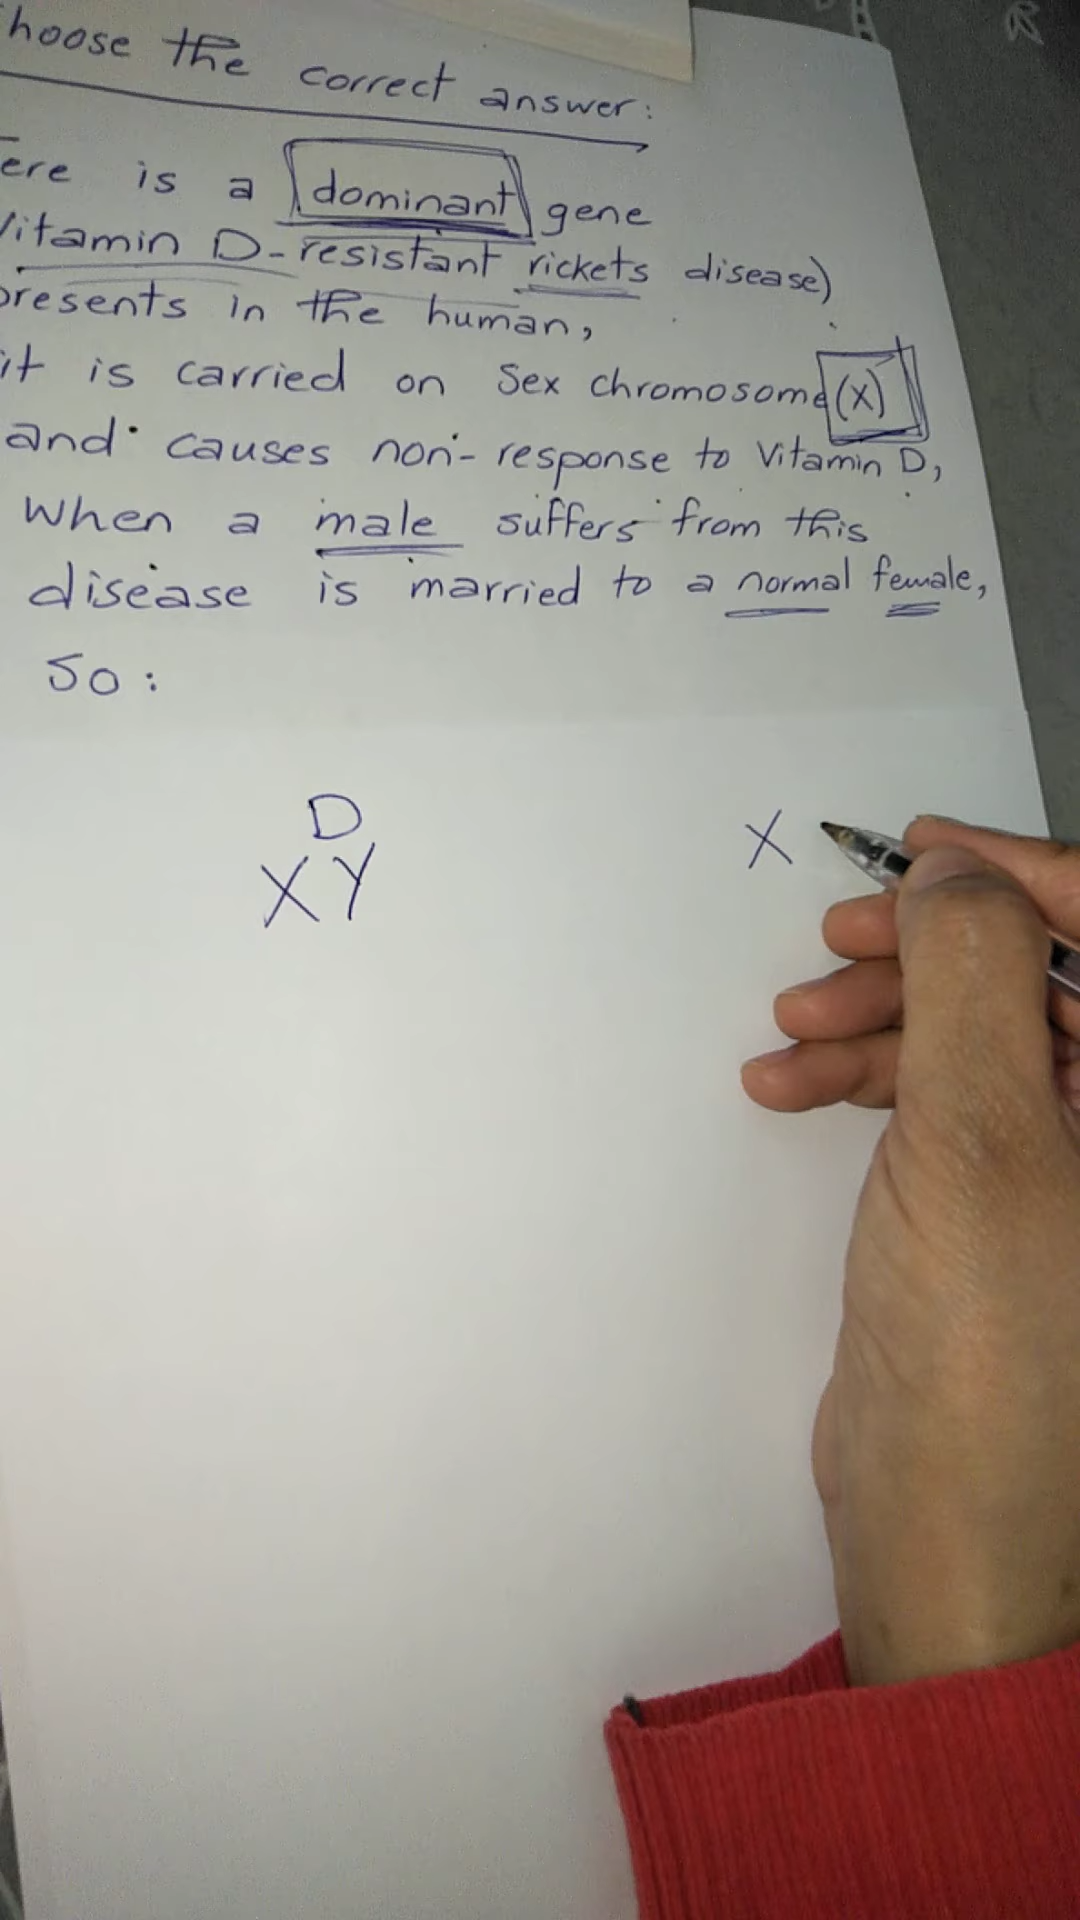 hoose the correct answer:
ere is a dominant gene
Vitamin D-resistant rickets disease)
presents in the human,
it is carried on Sex chromosome (X)
and causes non-response to Vitamin D,
When a male suffers from this
disease is married to a normal female,
So:
D
XY
X